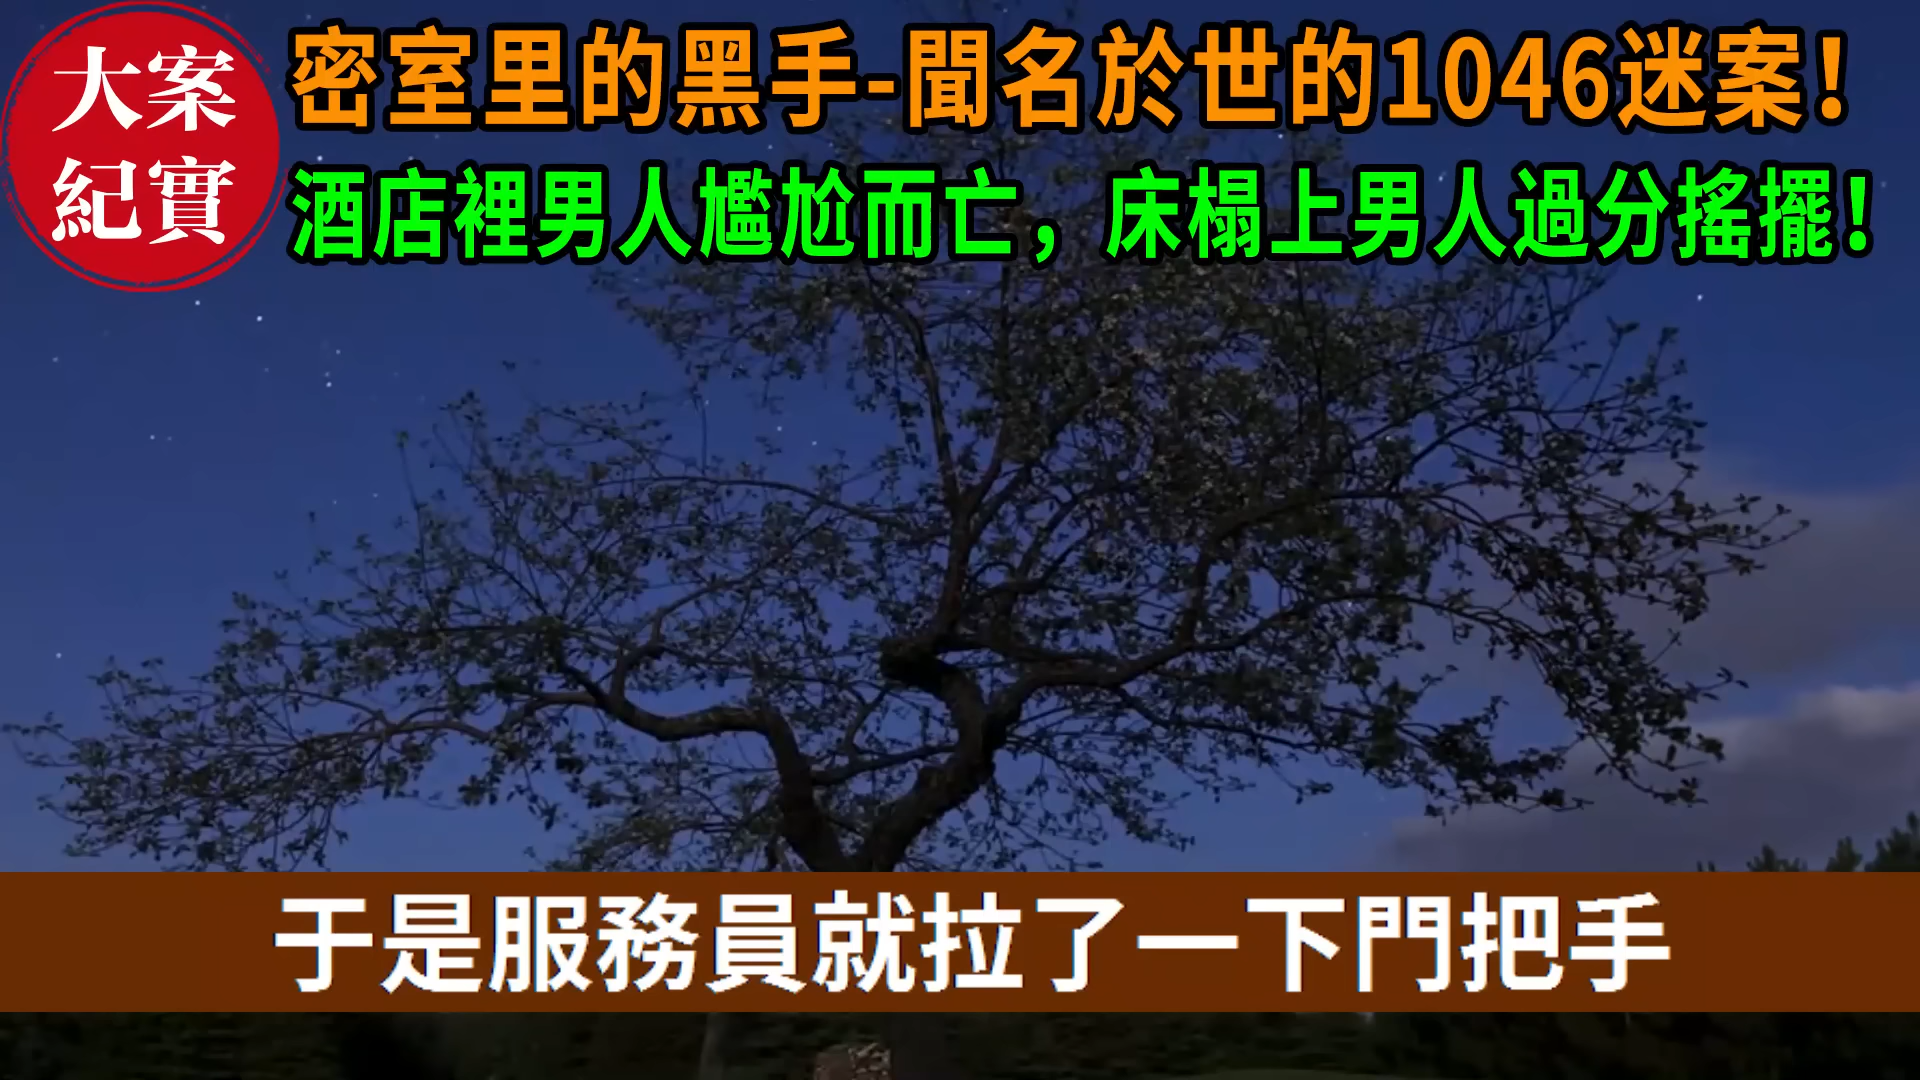 大案
紀實
密室里的黑手-聞名於世的1046迷案!
酒店裡男人尷尬而亡，床榻上男人過分搖擺!
于是服務員就拉了一下門把手